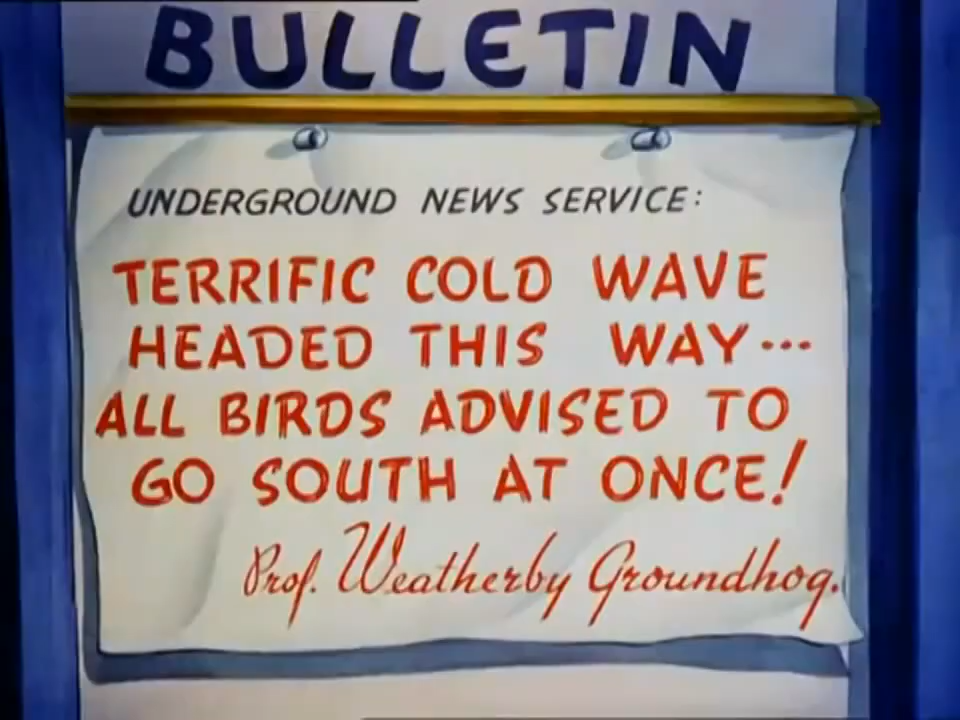 BULLETIN
UNDERGROUND NEWS SERVICE:
TERRIFIC COLD WAVE
HEADED THIS WAY...
ALL BIRDS ADVISED TO
GO SOUTH AT ONCE!
Prof. Weatherby Groundhog.